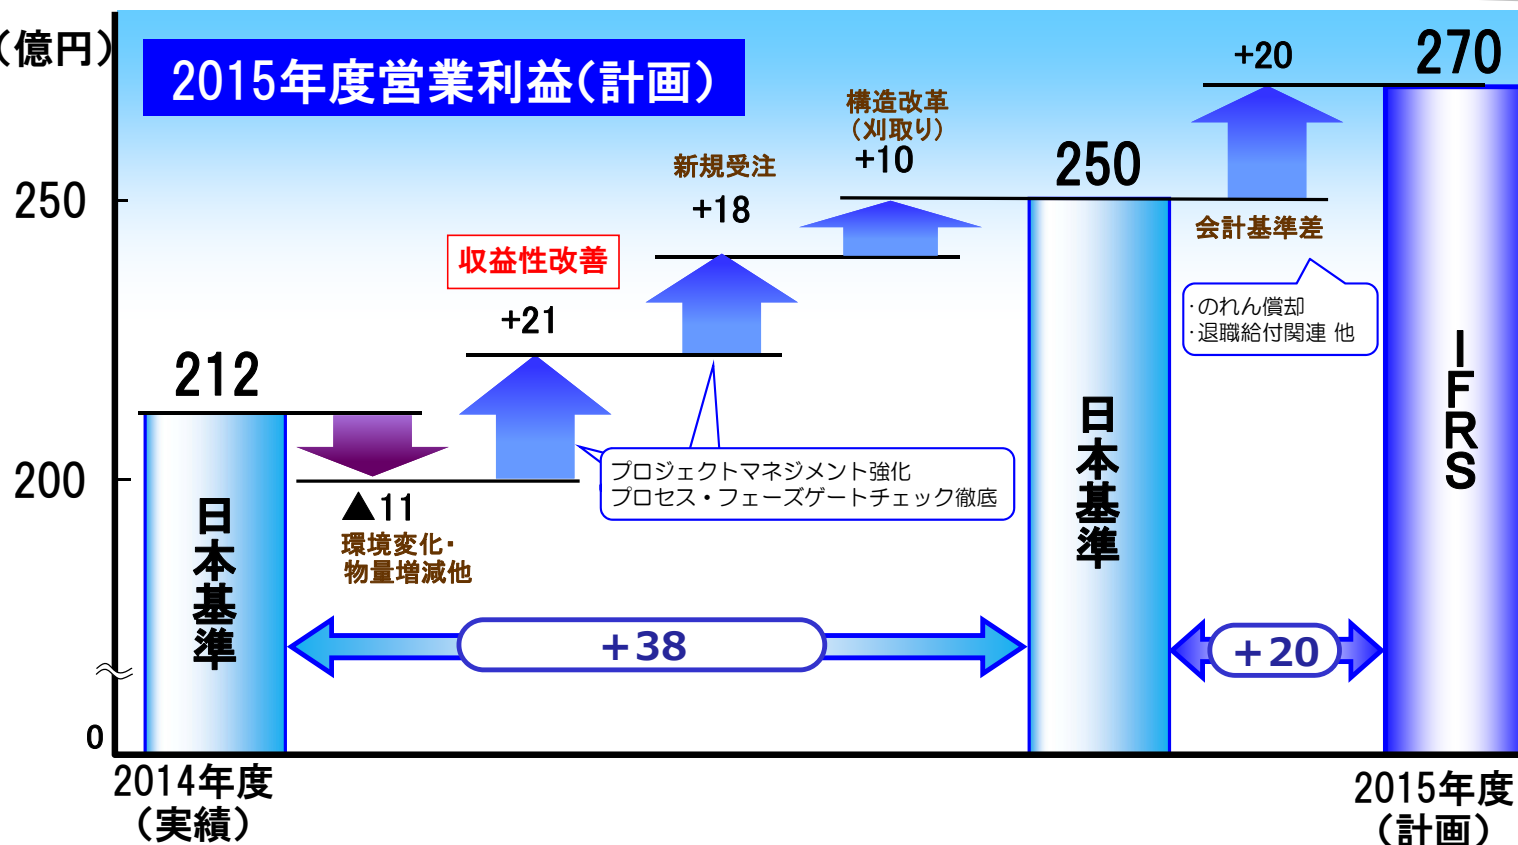 （億円）
2015年度営業利益（計画）
+20
270
構造改革
（刈取り）
+10
新規受注
+18
250
250
会計基準差
収益性改善
+21
・のれん償却
・退職給付関連 他
212
IFRS
日本基準
プロジェクトマネジメント強化
プロセス・フェーズゲートチェック徹底
200
▲11
環境変化・
物量増減他
日本基準
+38
+20
0
2014年度
（実績）
2015年度
（計画）